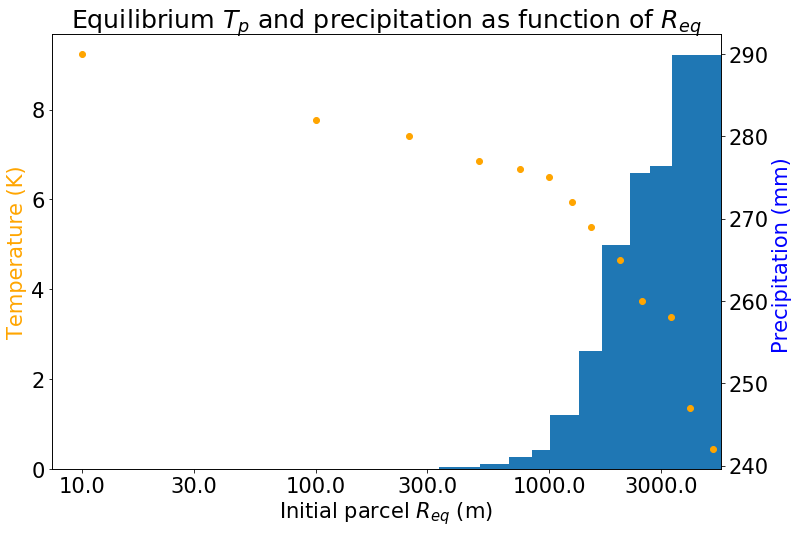 Equilibrium $T_p$ and precipitation as function of $R_{eq}$
Temperature (K)
8
6
4
2
0
290
280
270
260
250
240
Precipitation (mm)
10.0 30.0 100.0 300.0 1000.0 3000.0
Initial parcel $R_{eq}$ (m)